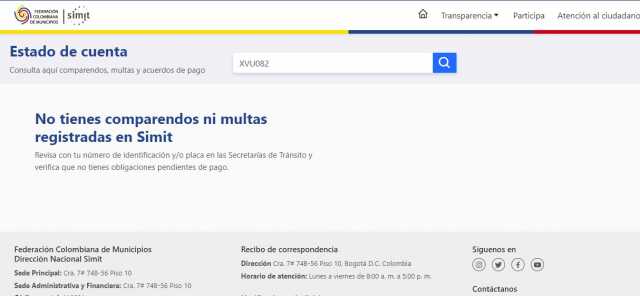 FEDERACIÓN
COLOMBIANA
DE MUNICIPIOS
simit
Transparencia
Participa
Atención al ciudadano
Estado de cuenta
Consulta aquí comparendos, multas y acuerdos de pago
XVU082
No tienes comparendos ni multas
registradas en Simit
Revisa con tu número de identificación y/o placa en las Secretarías de Tránsito y
verifica que no tienes obligaciones pendientes de pago.
Federación Colombiana de Municipios
Dirección Nacional Simit
Sede Principal: Cra. 7# 74B-56 Piso 10
Sede Administrativa y Financiera: Cra. 7# 74B-56 Piso 10
Recibo de correspondencia
Dirección Cra. 7# 74B-56 Piso 10, Bogotá D.C. Colombia
Horario de atención: Lunes a viernes de 8:00 a. m. a 5:00 p. m.
Síguenos en
Contáctanos